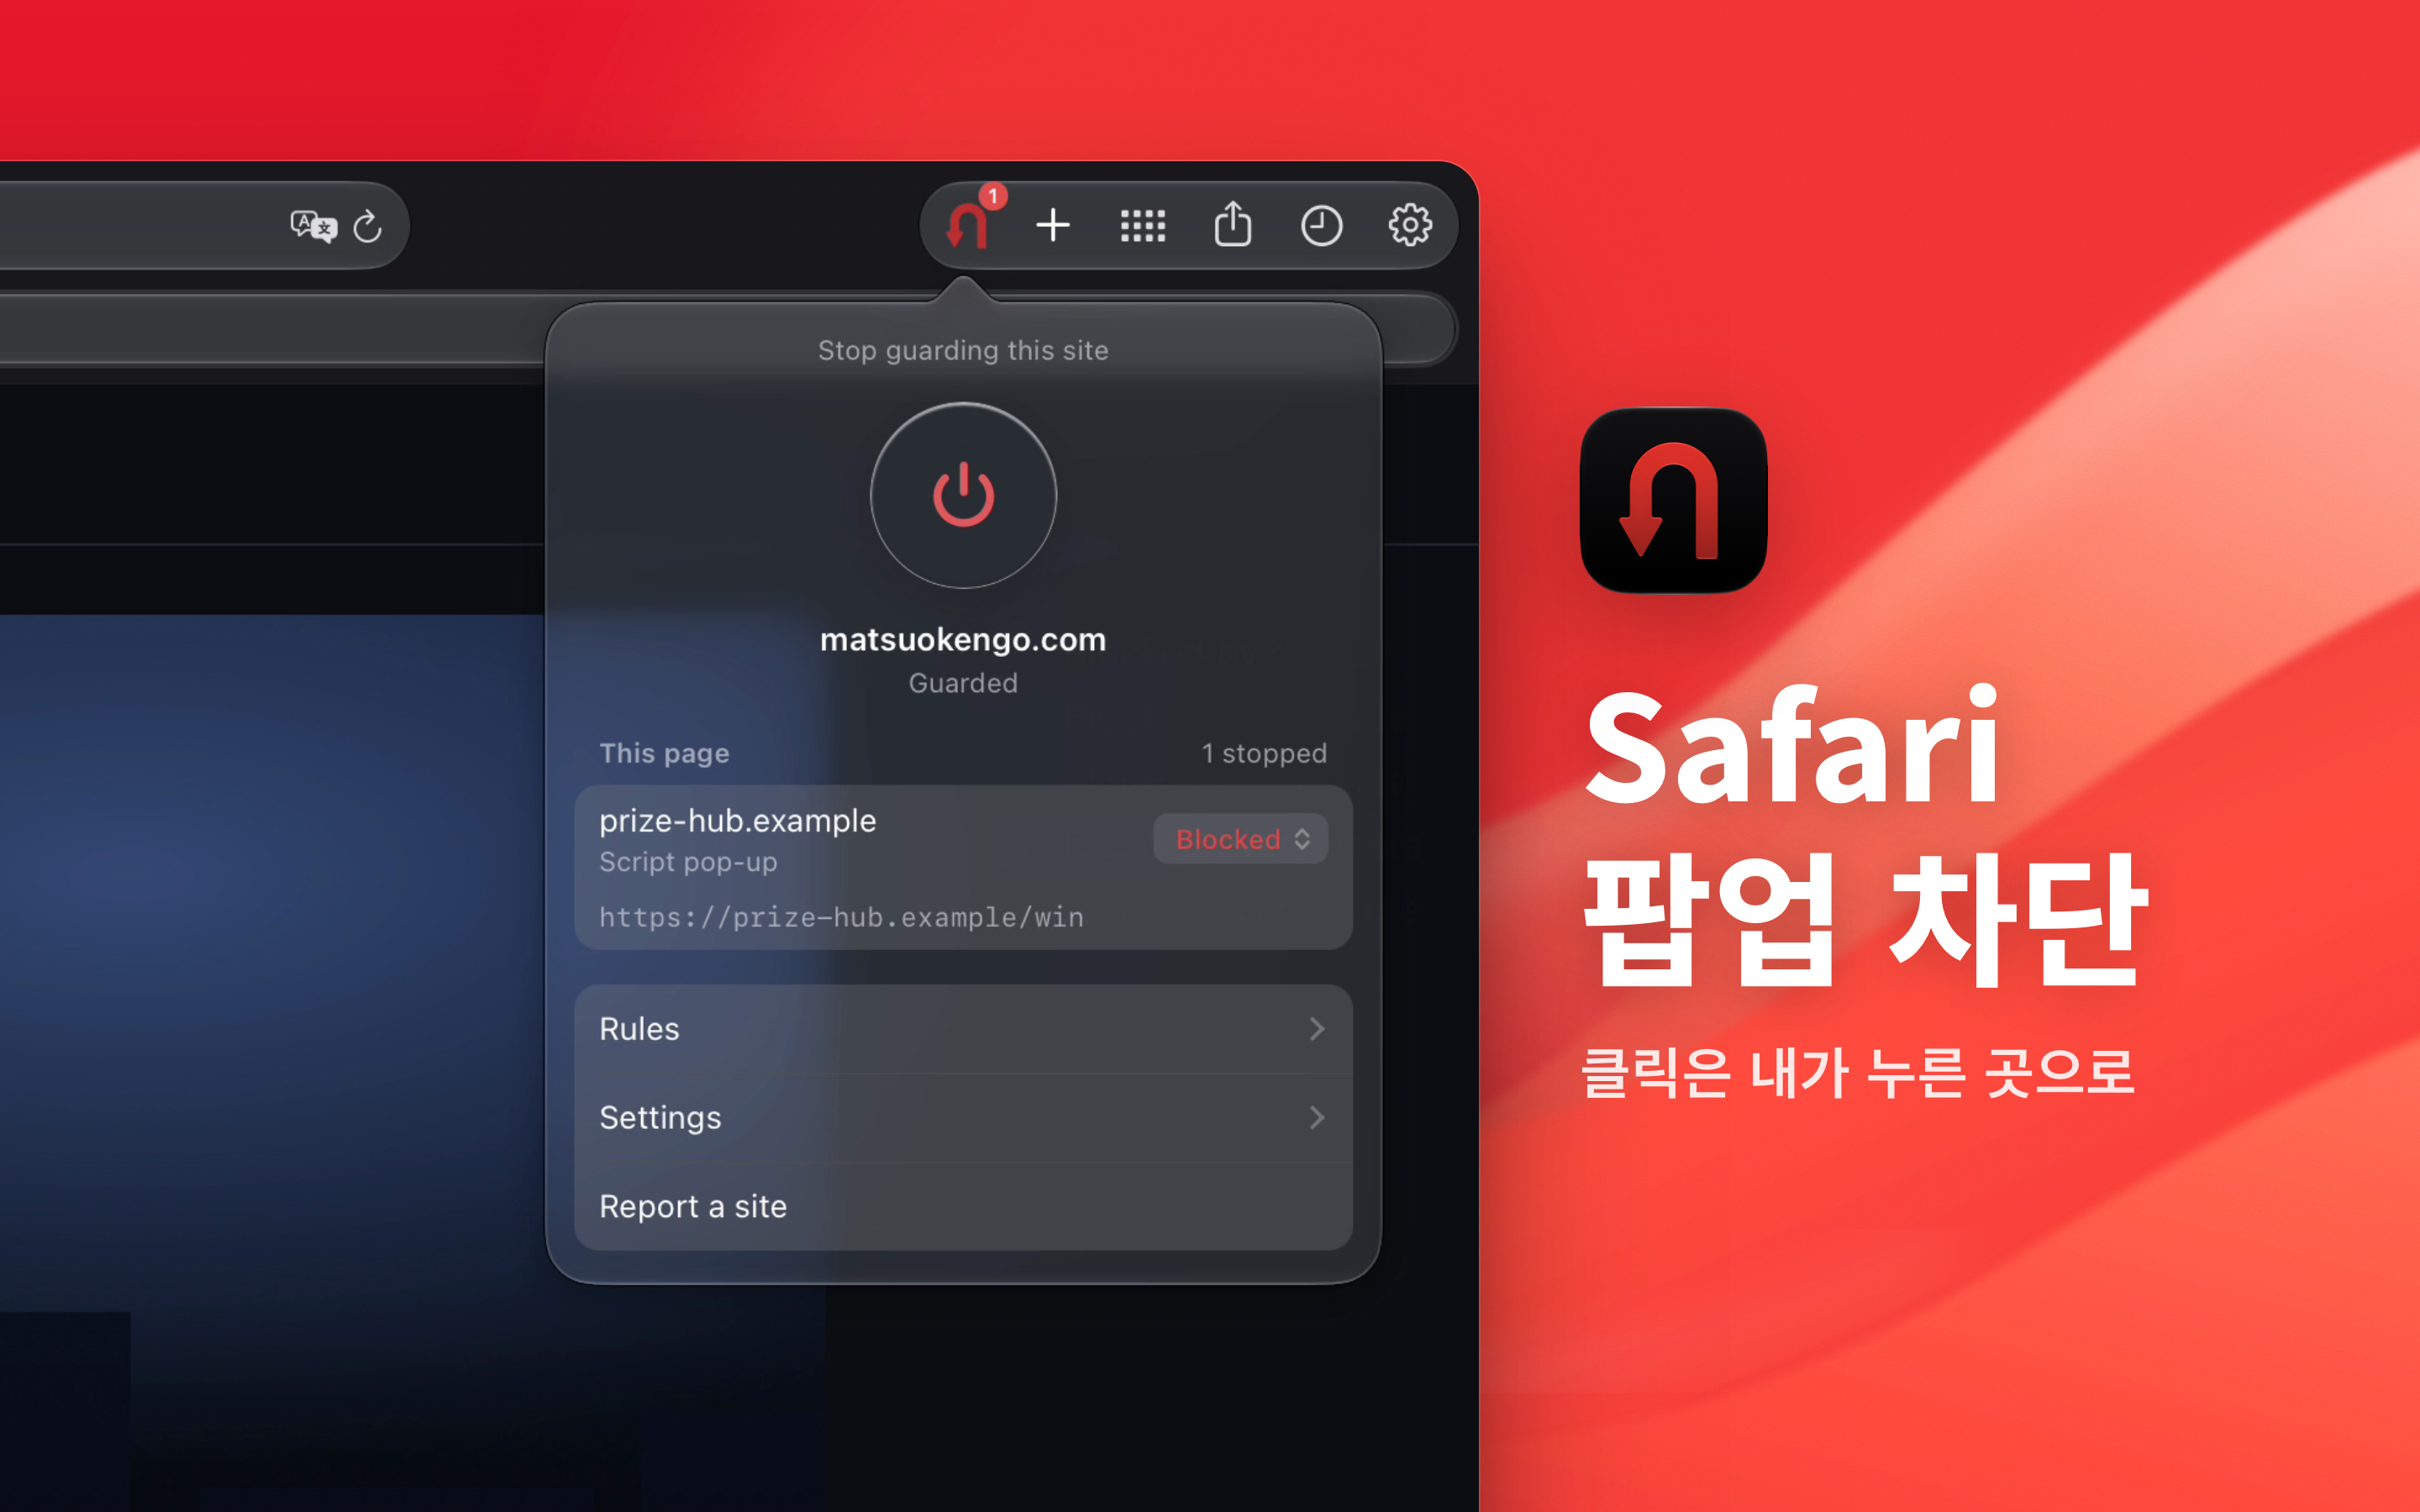 1
Stop guarding this site
matsuokengo.com
Guarded
This page
1 stopped
prize-hub.example
Script pop-up
Blocked
https://prize-hub.example/win
Rules
Settings
Report a site
Safari
팝업 차단
클릭은 내가 누른 곳으로